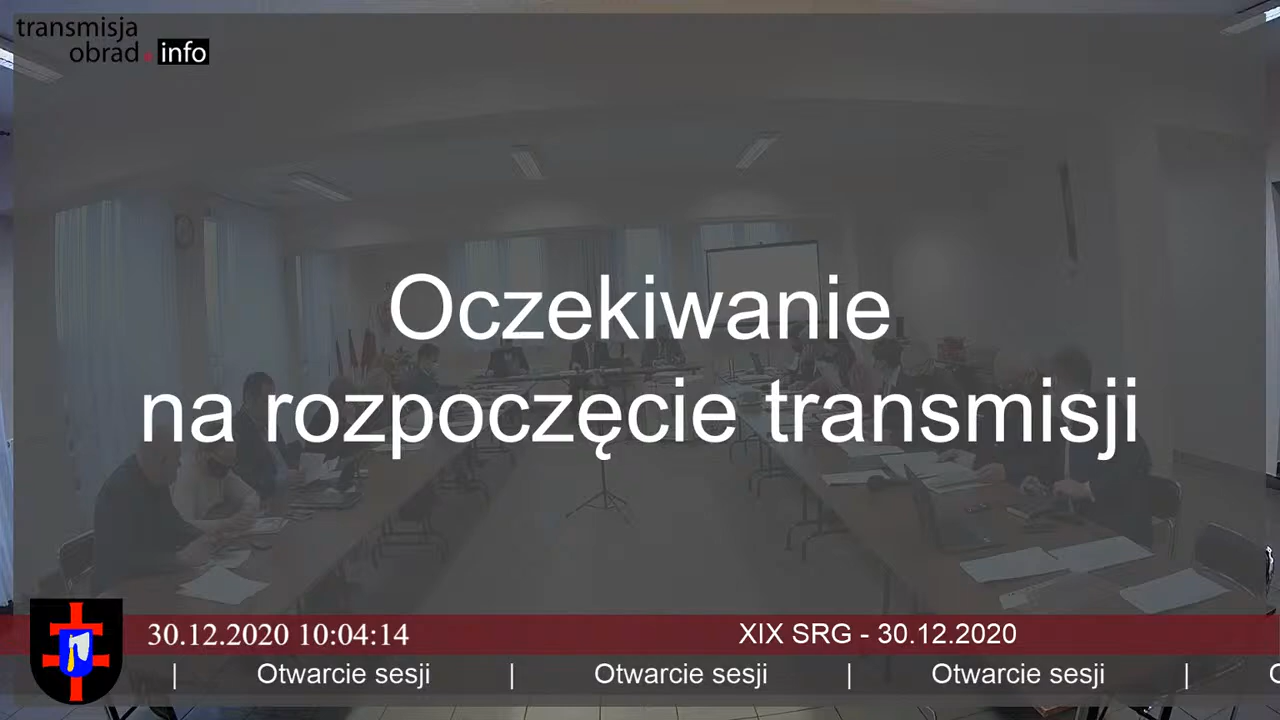 transmisja
obrad.info
Oczekiwanie
na rozpoczęcie transmisji
30.12.2020 10:04:14
XIX SRG - 30.12.2020
| Otwarcie sesji | Otwarcie sesji | Otwarcie sesji |